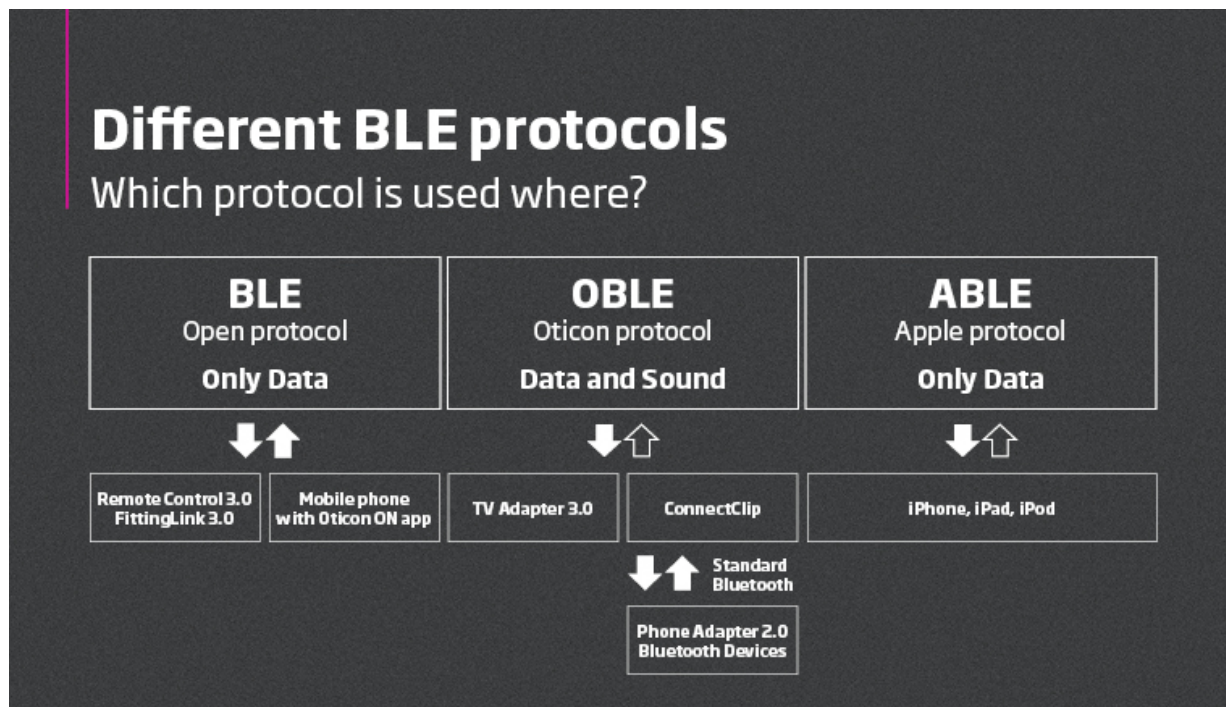 Different BLE protocols
Which protocol is used where?
BLE
Open protocol
Only Data
OBLE
Oticon protocol
Data and Sound
ABLE
Apple protocol
Only Data
Remote Control 3.0
FittingLink 3.0
Mobile phone
with Oticon ON app
TV Adapter 3.0
ConnectClip
iPhone, iPad, iPod
Standard
Bluetooth
Phone Adapter 2.0
Bluetooth Devices